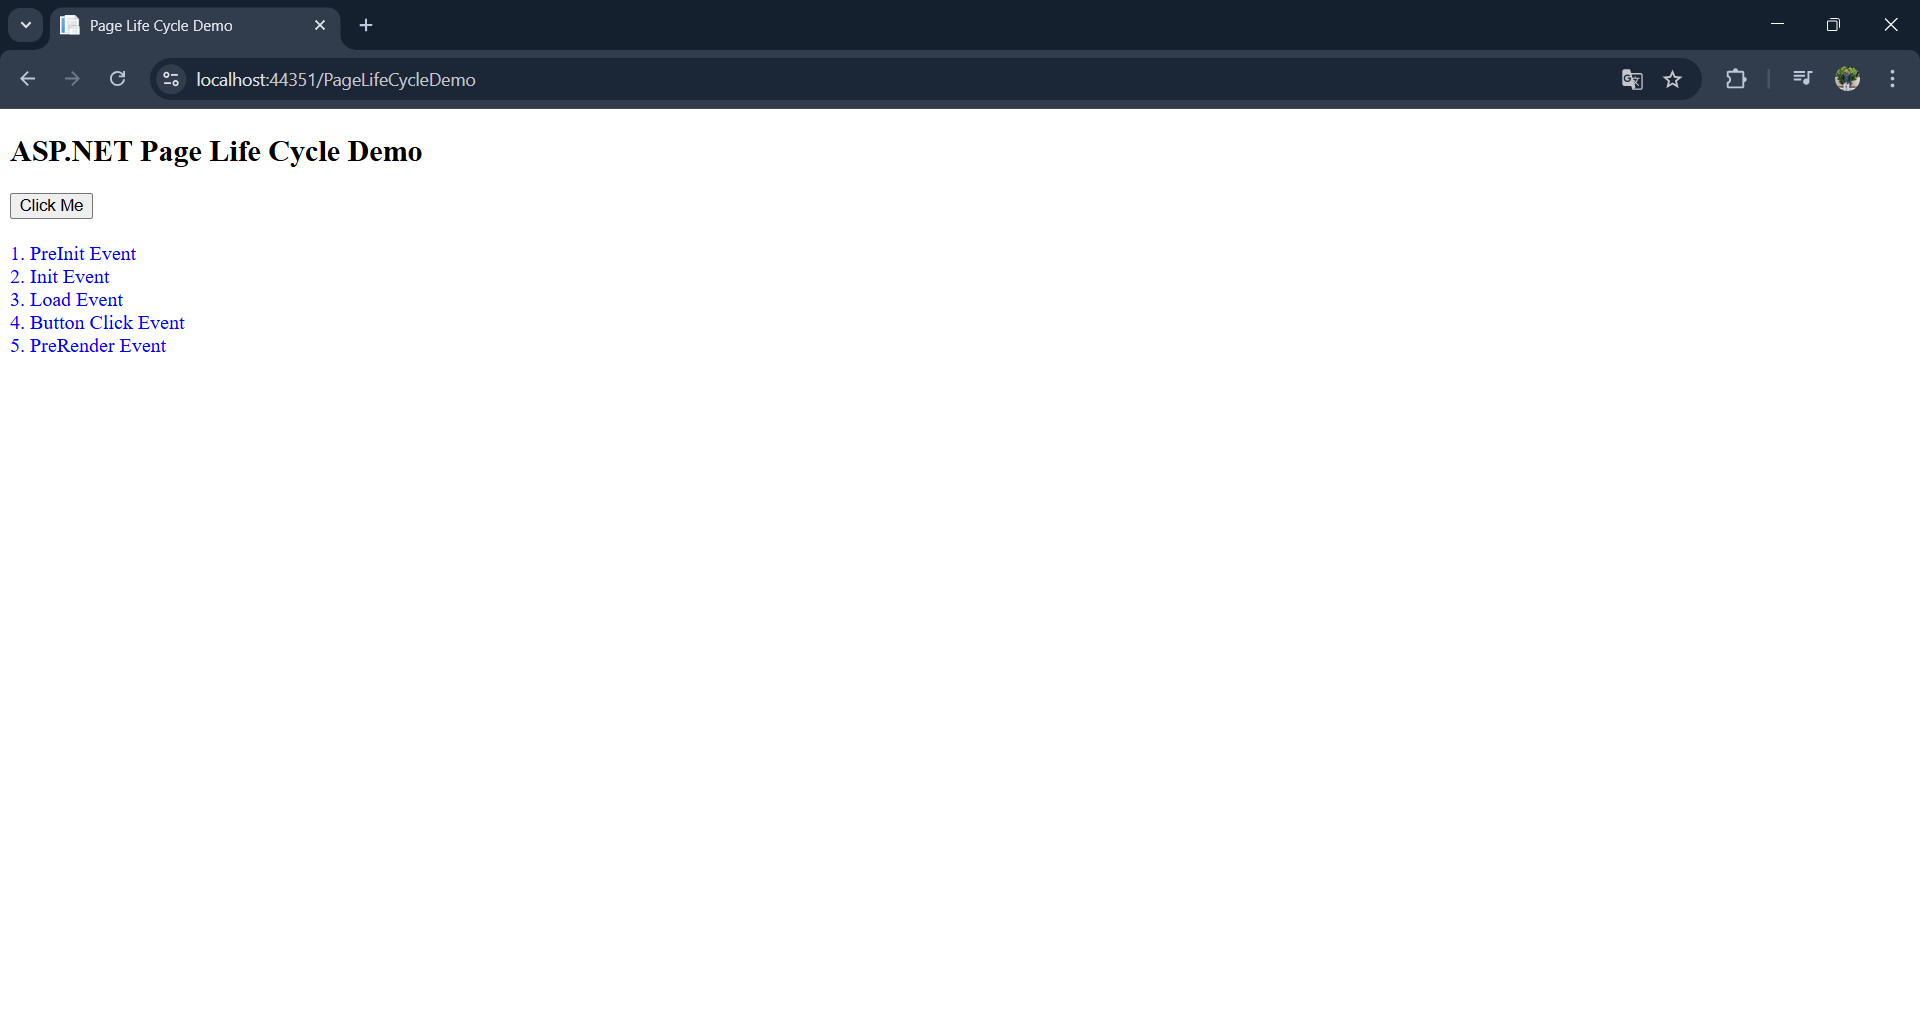 Page Life Cycle Demo
localhost:44351/PageLifeCycleDemo
ASP.NET Page Life Cycle Demo
Click Me
1. PreInit Event
2. Init Event
3. Load Event
4. Button Click Event
5. PreRender Event